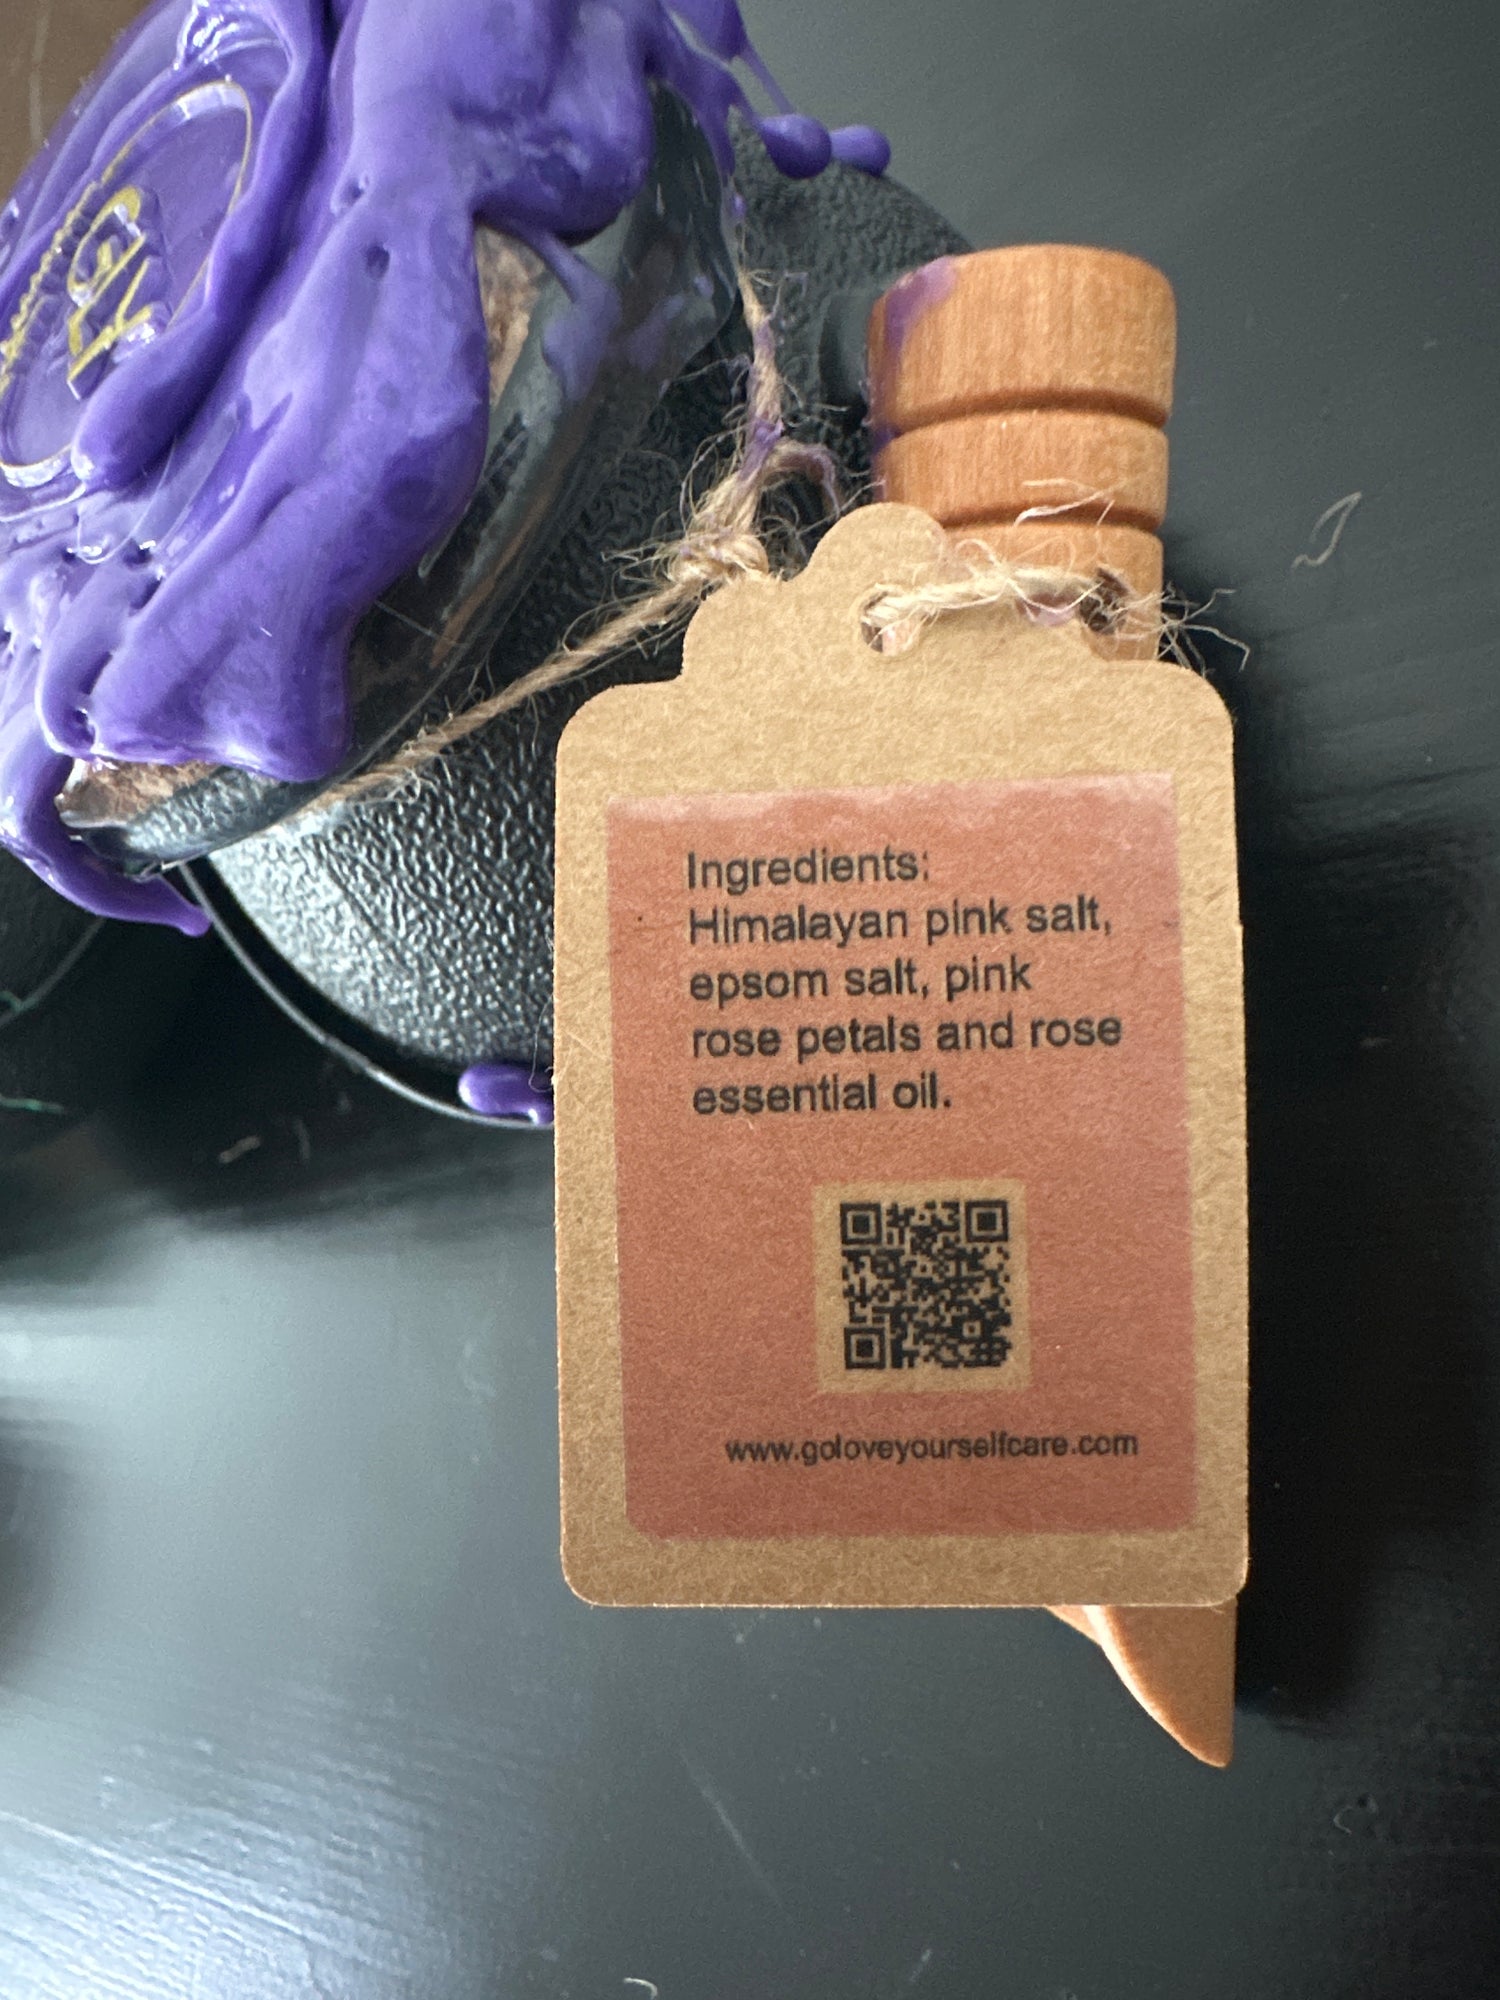 Ingredients:
Himalayan pink salt,
epsom salt, pink
rose petals and rose
essential oil.
www.goloveyourselfcare.com